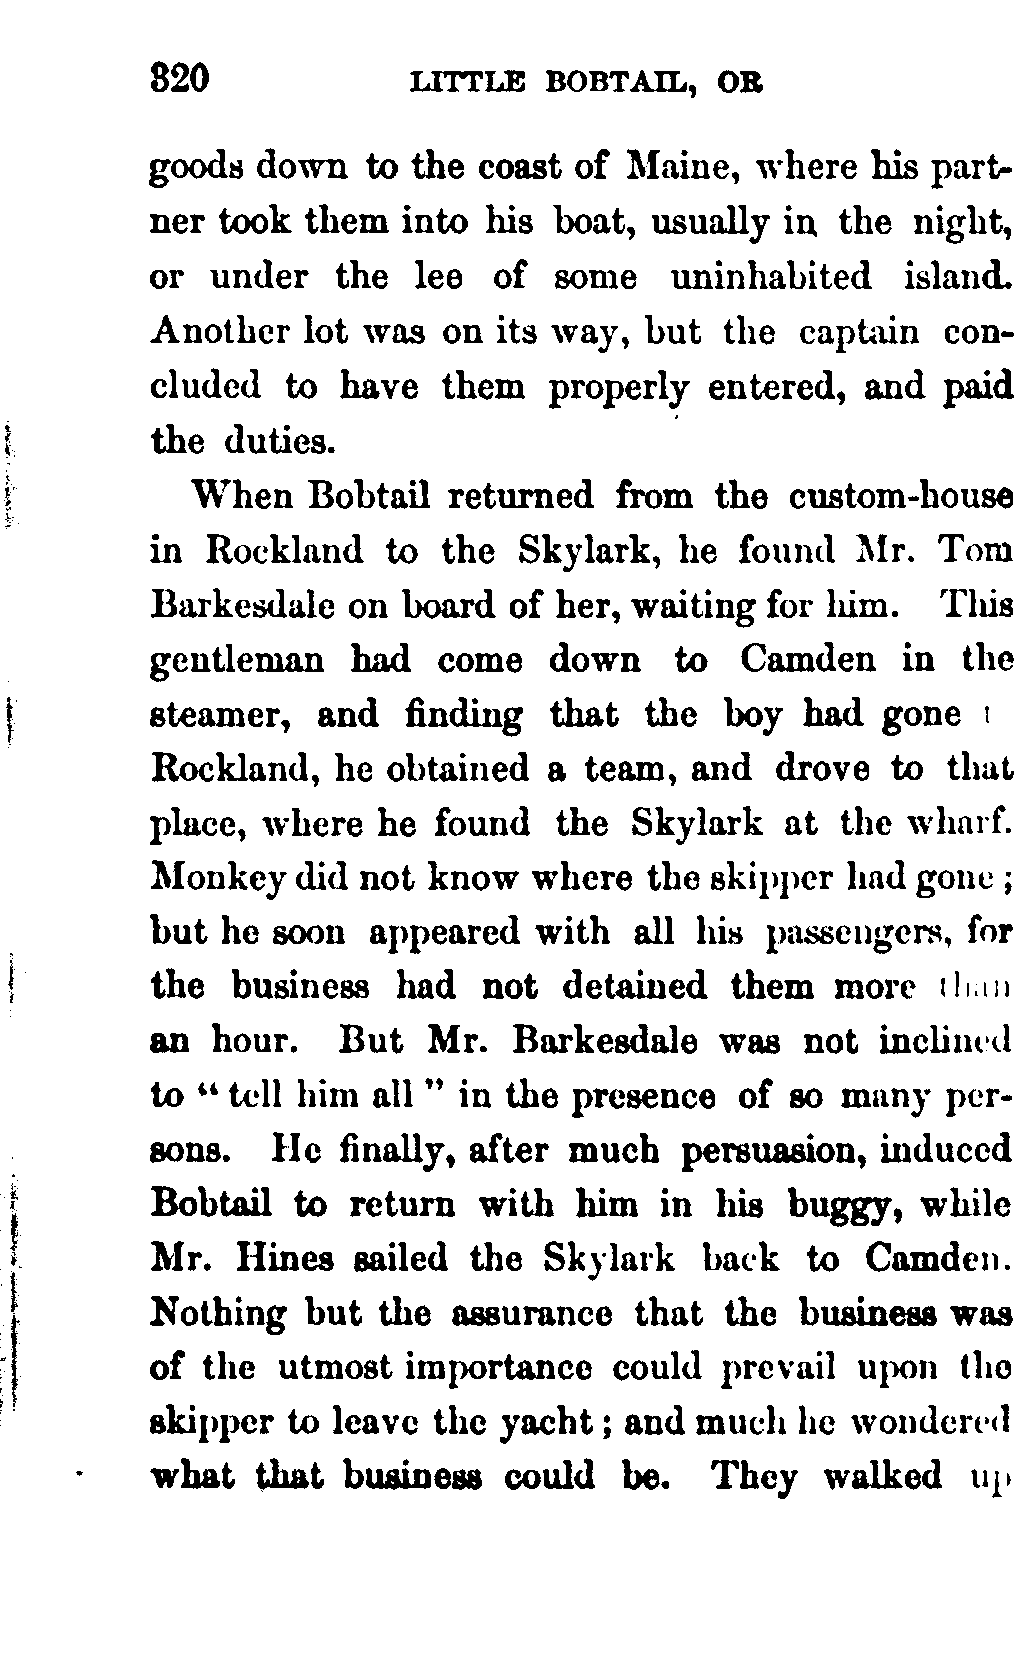 320 LITTLE BOBTAIL, OR
goods down to the coast of Maine, where his part-
ner took them into his boat, usually in the night,
or under the lee of some uninhabited island.
Another lot was on its way, but the captain con-
cluded to have them properly entered, and paid
the duties.
When Bobtail returned from the custom-house
in Rockland to the Skylark, he found Mr. Tom
Barkesdale on board of her, waiting for him. This
gentleman had come down to Camden in the
steamer, and finding that the boy had gone t
Rockland, he obtained a team, and drove to that
place, where he found the Skylark at the wharf.
Monkey did not know where the skipper had gone;
but he soon appeared with all his passengers, for
the business had not detained them more than
an hour. But Mr. Barkesdale was not inclined
to "tell him all" in the presence of so many per-
sons. He finally, after much persuasion, induced
Bobtail to return with him in his buggy, while
Mr. Hines sailed the Skylark back to Camden.
Nothing but the assurance that the business was
of the utmost importance could prevail upon the
skipper to leave the yacht; and much he wondered
what that business could be. They walked up